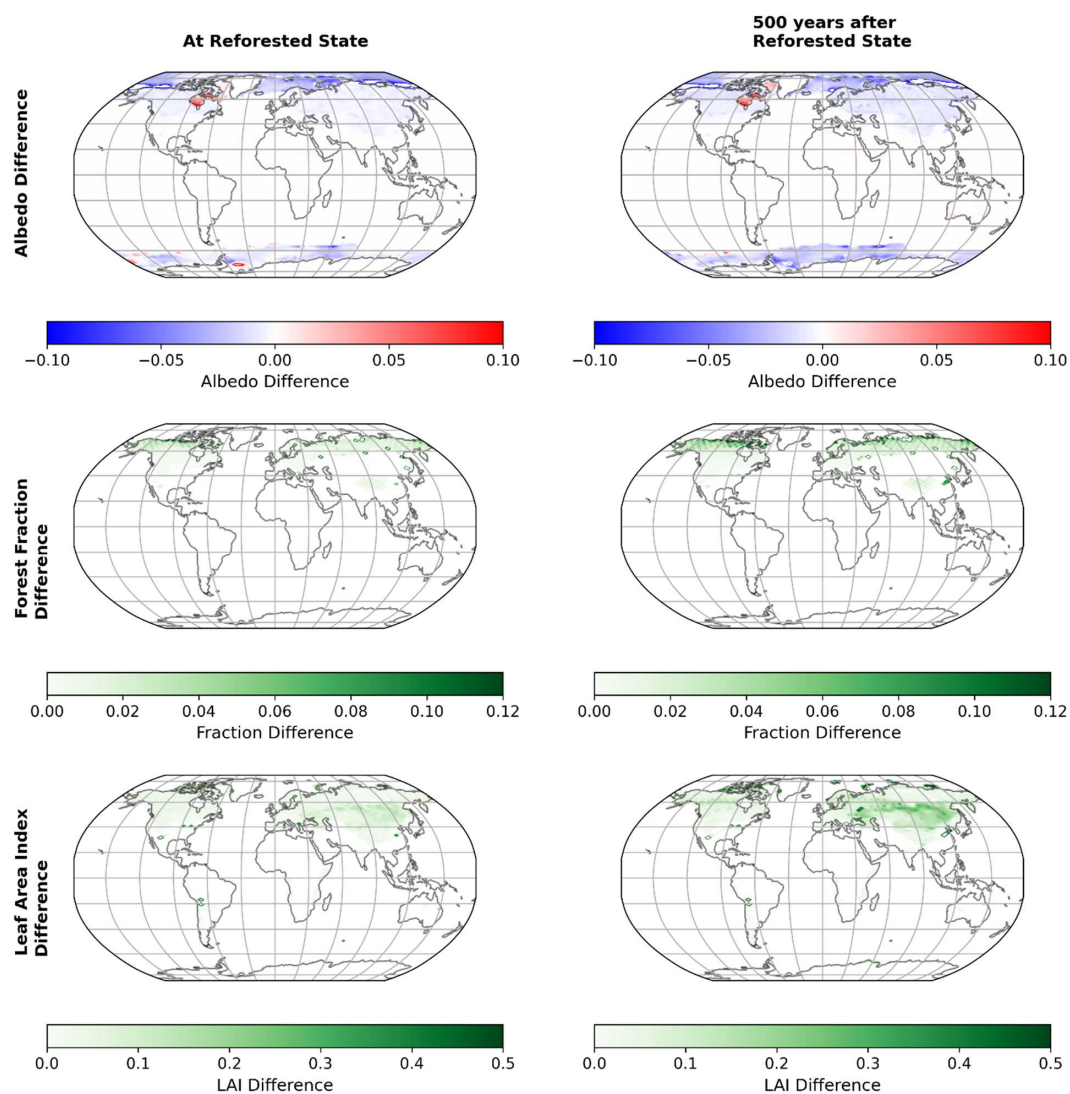 At Reforested State
500 years after
Reforested State
Albedo Difference
−0.10 −0.05 0.00 0.05 0.10
Albedo Difference
−0.10 −0.05 0.00 0.05 0.10
Albedo Difference
Forest Fraction
Difference
0.00 0.02 0.04 0.06 0.08 0.10 0.12
Fraction Difference
0.00 0.02 0.04 0.06 0.08 0.10 0.12
Fraction Difference
Leaf Area Index
Difference
0.0 0.1 0.2 0.3 0.4 0.5
LAI Difference
0.0 0.1 0.2 0.3 0.4 0.5
LAI Difference